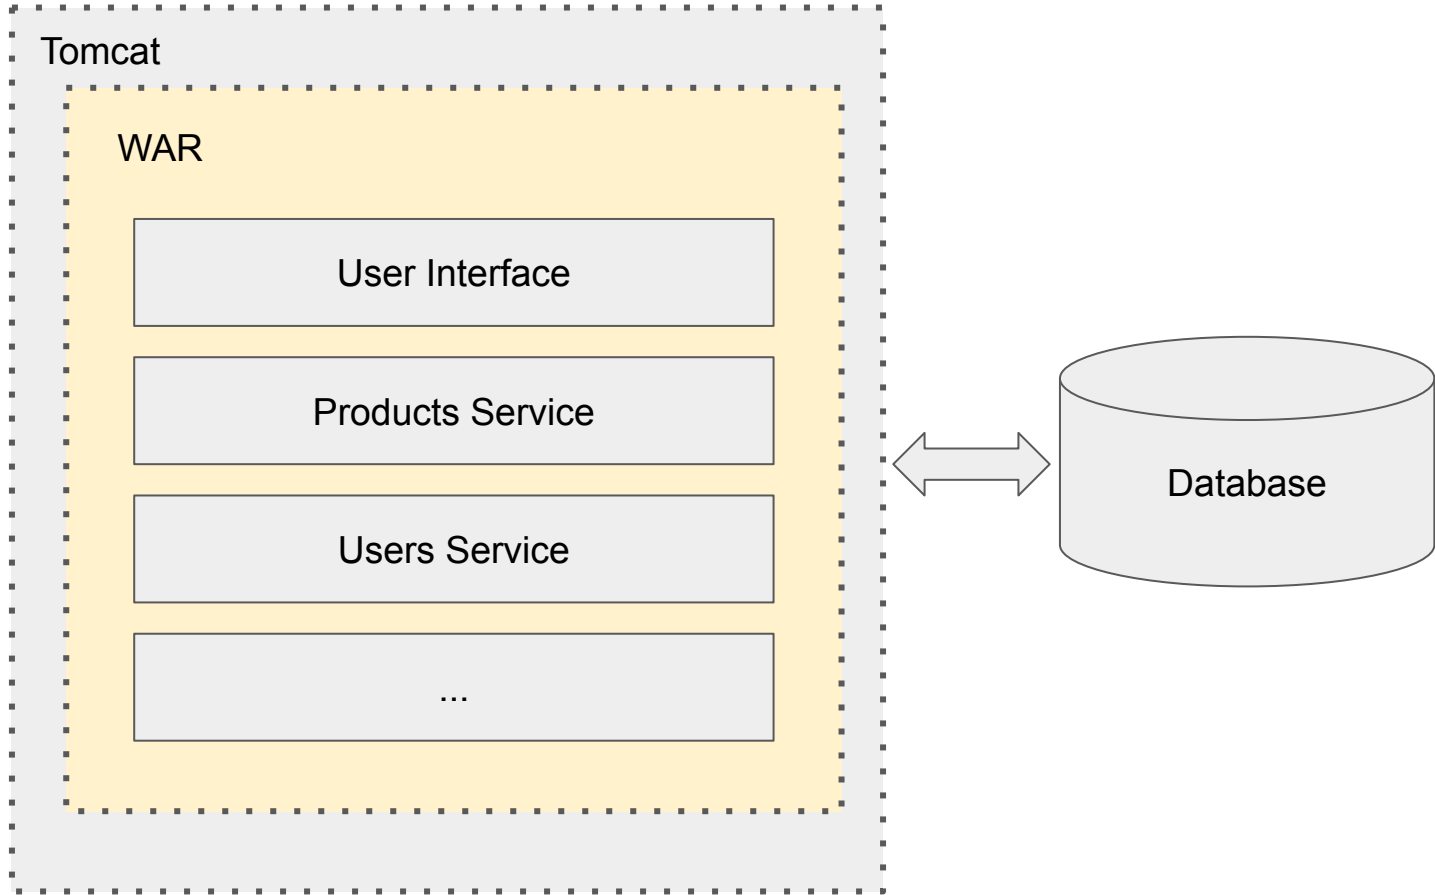 Tomcat
WAR
User Interface
Products Service
Users Service
...
Database